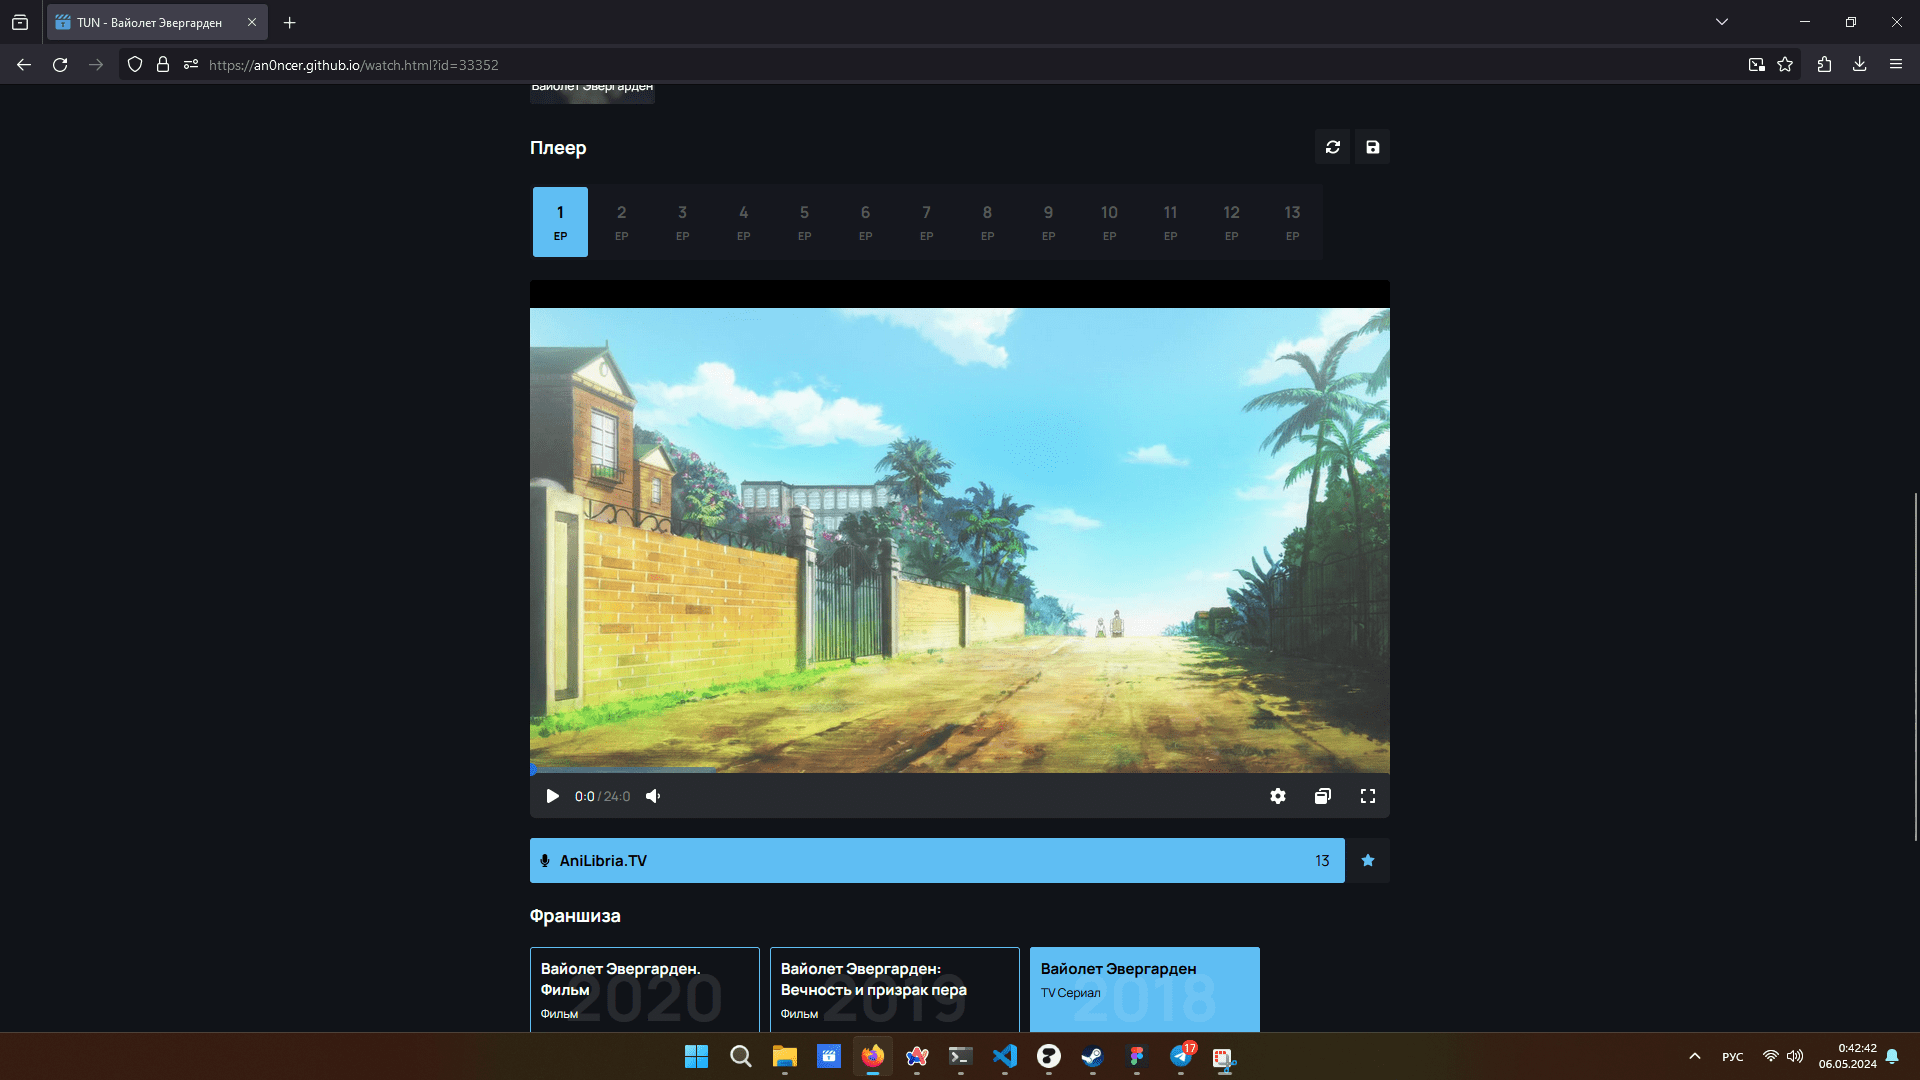 TUN - Вайолет Эвергарден
https://an0ncer.github.io/watch.html?id=33352
Вайолет Эвергарден
Плеер
1 2 3 4 5 6 7 8 9 10 11 12 13
EP EP EP EP EP EP EP EP EP EP EP EP EP
0:0 / 24:0
AniLibria.TV 13
Франшиза
Вайолет Эвергарден.
Фильм
Фильм
2020
Вайолет Эвергарден:
Вечность и призрак пера
Фильм
2019
Вайолет Эвергарден
TV Сериал
2018
17
РУС
0:42:42
06.05.2024